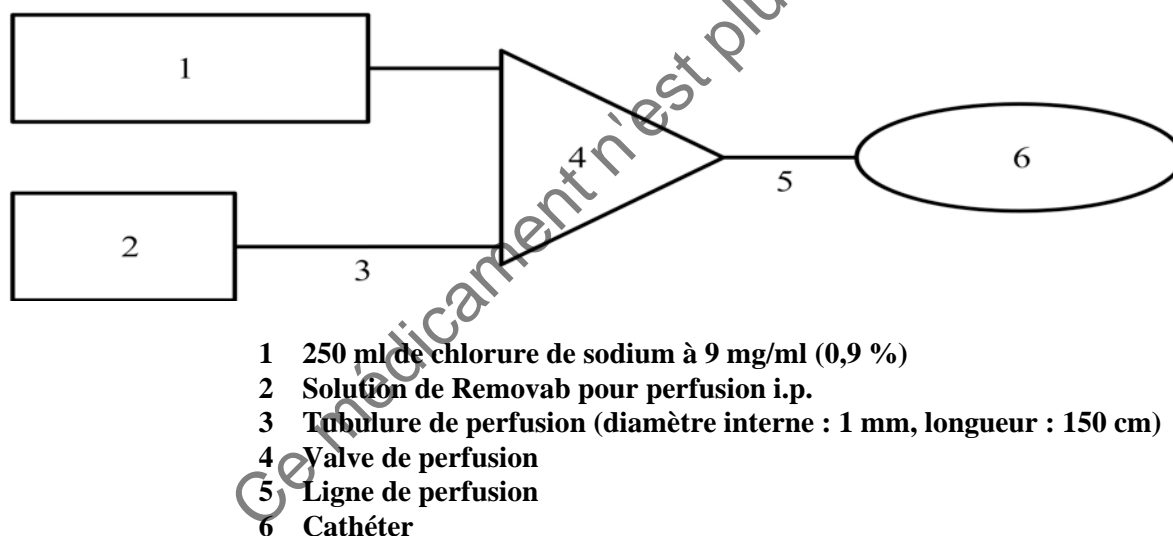 1
2
3
4
5
6
Ce médicament n'est plu
1 250 ml de chlorure de sodium à 9 mg/ml (0,9 %)
2 Solution de Removab pour perfusion i.p.
3 Tubulure de perfusion (diamètre interne : 1 mm, longueur : 150 cm)
4 Valve de perfusion
5 Ligne de perfusion
6 Cathéter